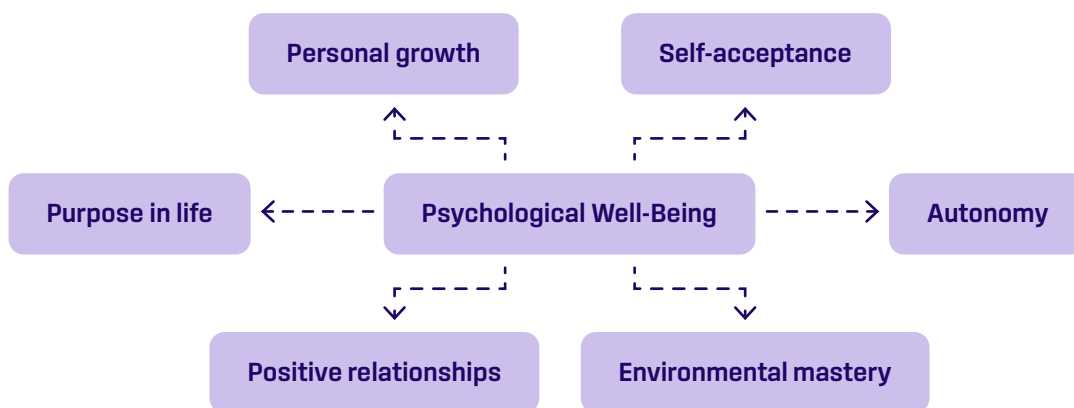 Personal growth
Self-acceptance
Purpose in life
Psychological Well-Being
Autonomy
Positive relationships
Environmental mastery